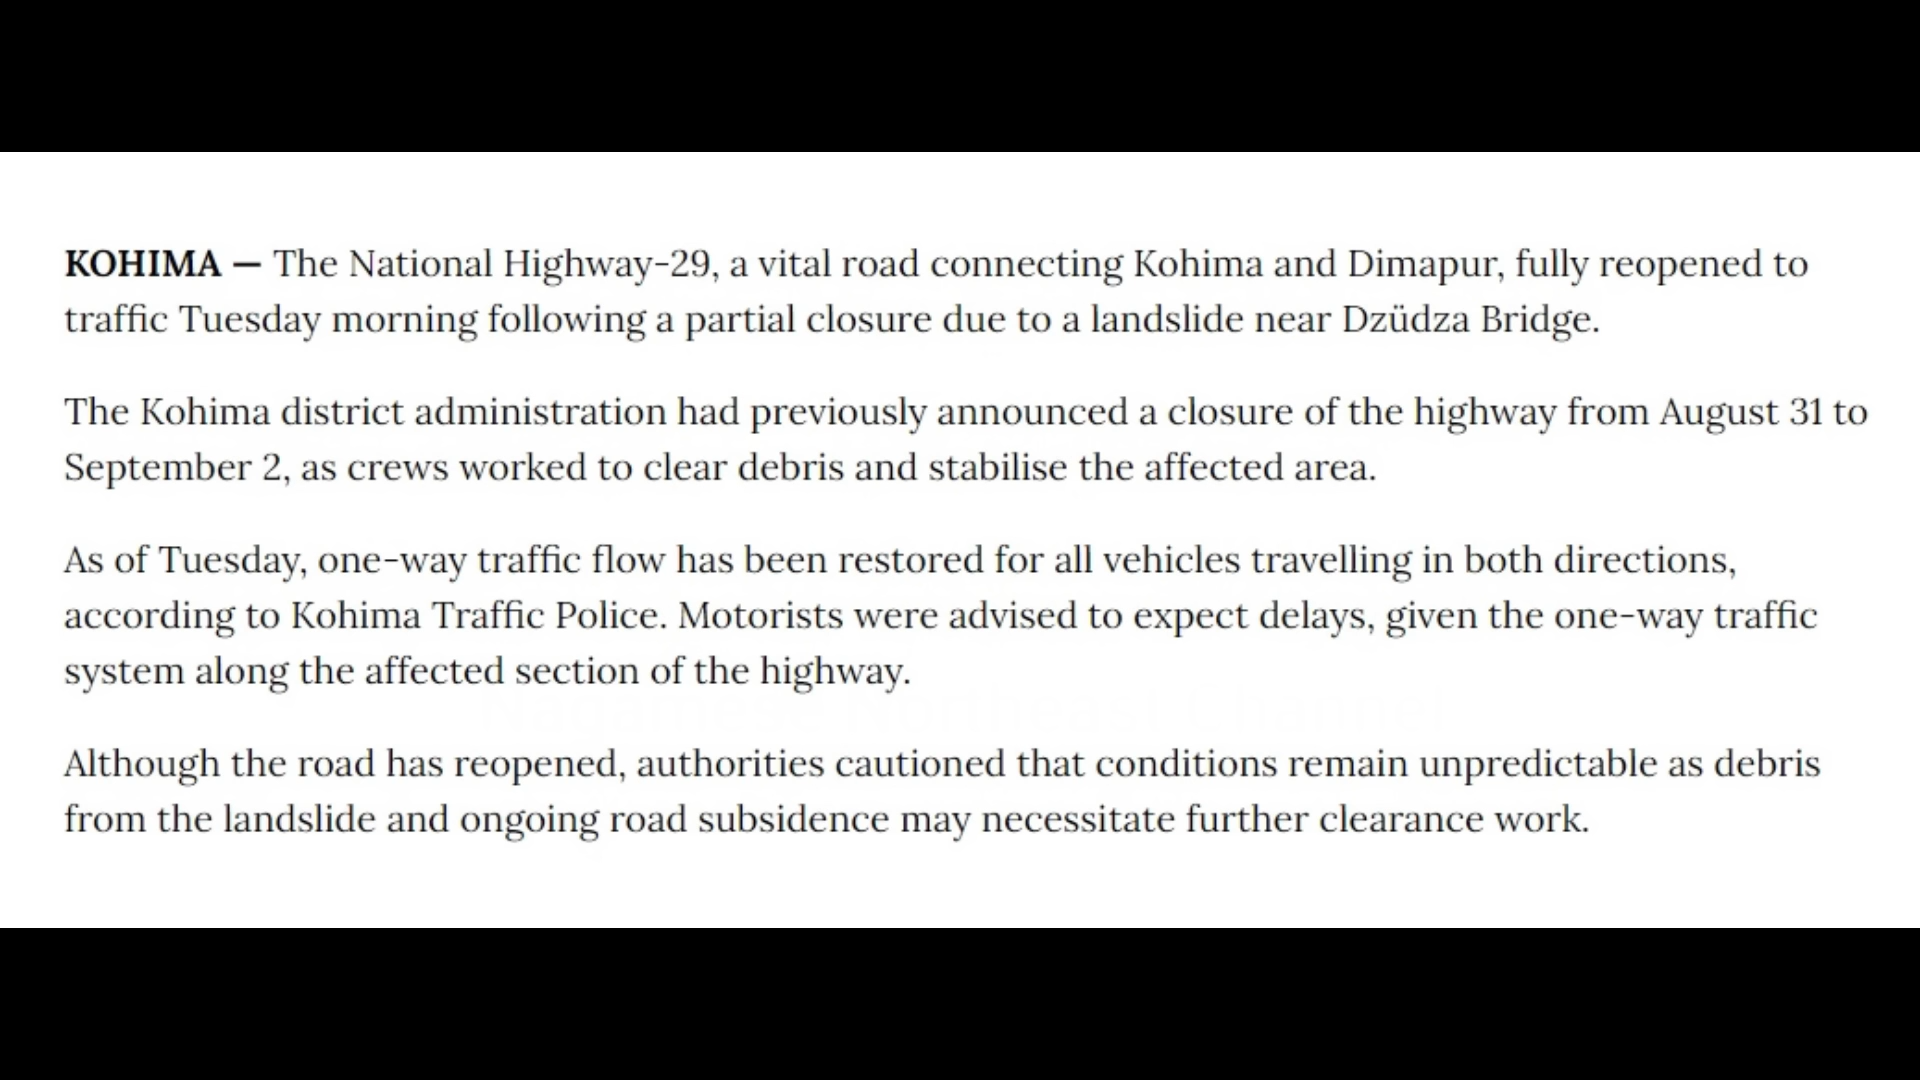 KOHIMA — The National Highway-29, a vital road connecting Kohima and Dimapur, fully reopened to
traffic Tuesday morning following a partial closure due to a landslide near Dzüdza Bridge.
The Kohima district administration had previously announced a closure of the highway from August 31 to
September 2, as crews worked to clear debris and stabilise the affected area.
As of Tuesday, one-way traffic flow has been restored for all vehicles travelling in both directions,
according to Kohima Traffic Police. Motorists were advised to expect delays, given the one-way traffic
system along the affected section of the highway.
Nagamese Northeast Channel
Although the road has reopened, authorities cautioned that conditions remain unpredictable as debris
from the landslide and ongoing road subsidence may necessitate further clearance work.